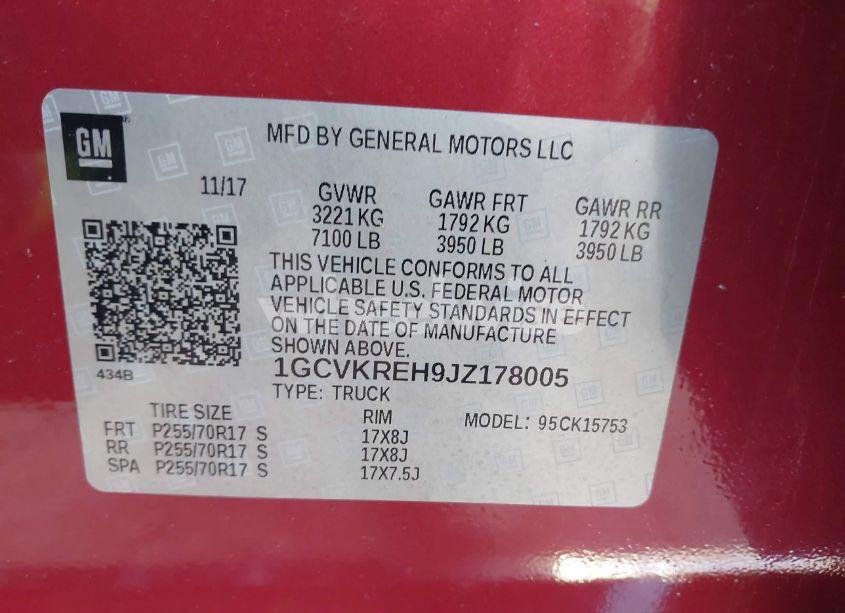 GM
MFD BY GENERAL MOTORS LLC
11/17
GVWR GAWR FRT GAWR RR
3221 KG 1792 KG 1792 KG
7100 LB 3950 LB 3950 LB
THIS VEHICLE CONFORMS TO ALL
APPLICABLE U.S. FEDERAL MOTOR
VEHICLE SAFETY STANDARDS IN EFFECT
ON THE DATE OF MANUFACTURE
SHOWN ABOVE.
434B
1GCVKREH9JZ178005
TYPE: TRUCK
TIRE SIZE RIM MODEL: 95CK15753
FRT P255/70R17 S 17X8J
RR P255/70R17 S 17X8J
SPA P255/70R17 S 17X7.5J